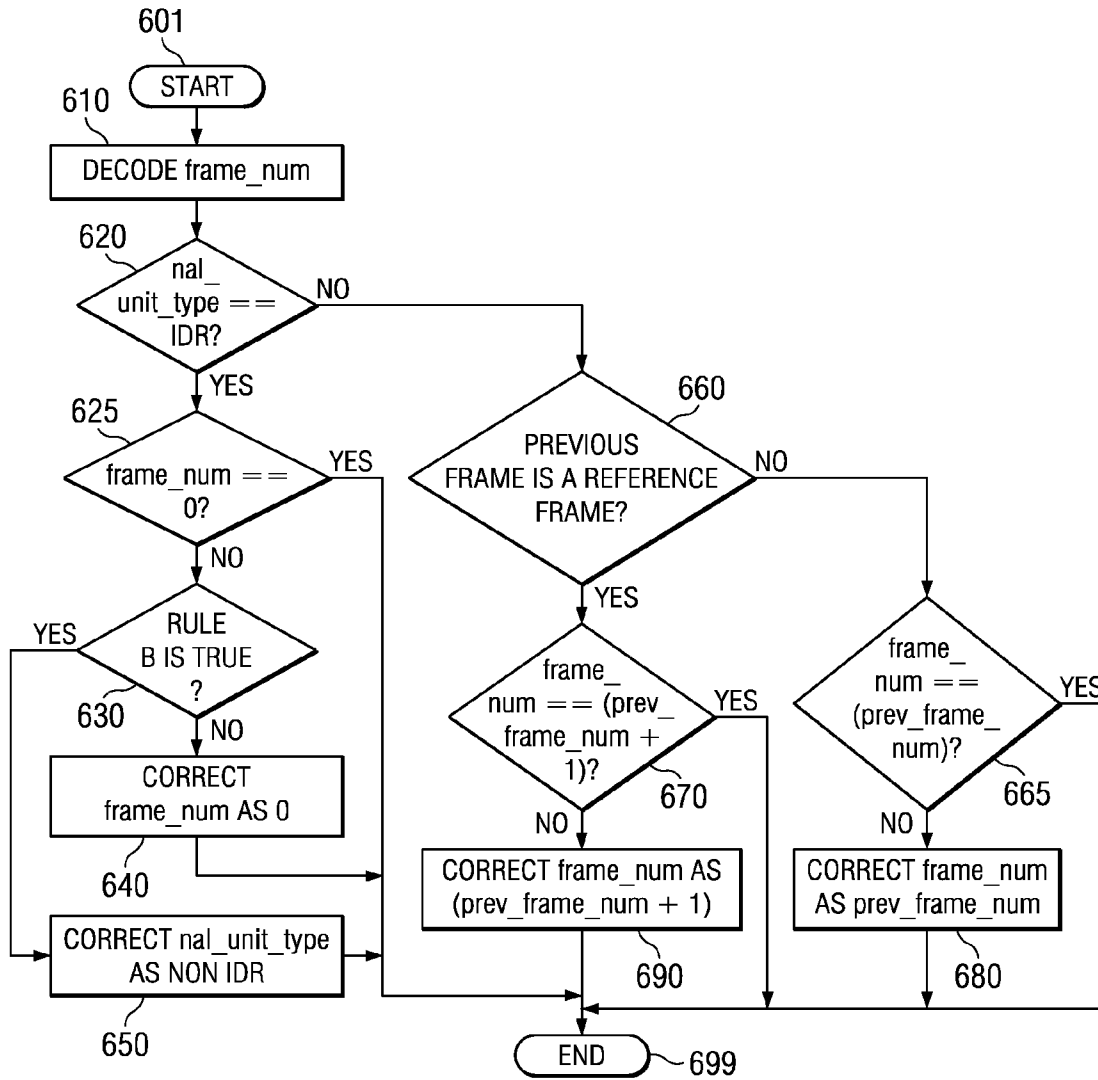 601
START
610
DECODE frame_num
620
nal_
unit_type ==
IDR?
NO
YES
625
frame_num ==
0?
YES
NO
660
PREVIOUS
FRAME IS A REFERENCE
FRAME?
NO
YES
RULE
B IS TRUE
?
YES
630
NO
frame_
num == (prev_
frame_num +
1)?
YES
670
NO
frame_
num ==
(prev_frame_
num)?
YES
665
NO
CORRECT
frame_num AS 0
640
CORRECT frame_num AS
(prev_frame_num + 1)
690
CORRECT frame_num
AS prev_frame_num
680
CORRECT nal_unit_type
AS NON IDR
650
END
699